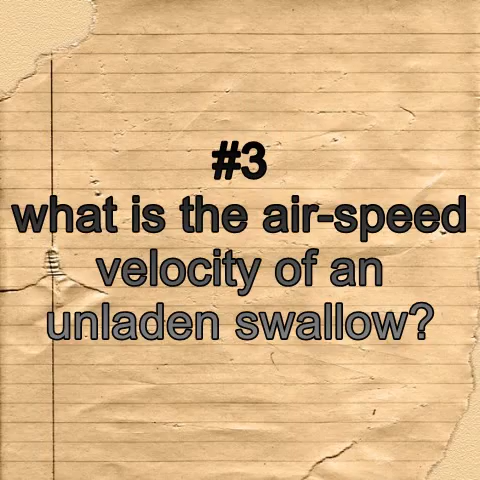 #3
what is the air-speed
velocity of an
unladen swallow?